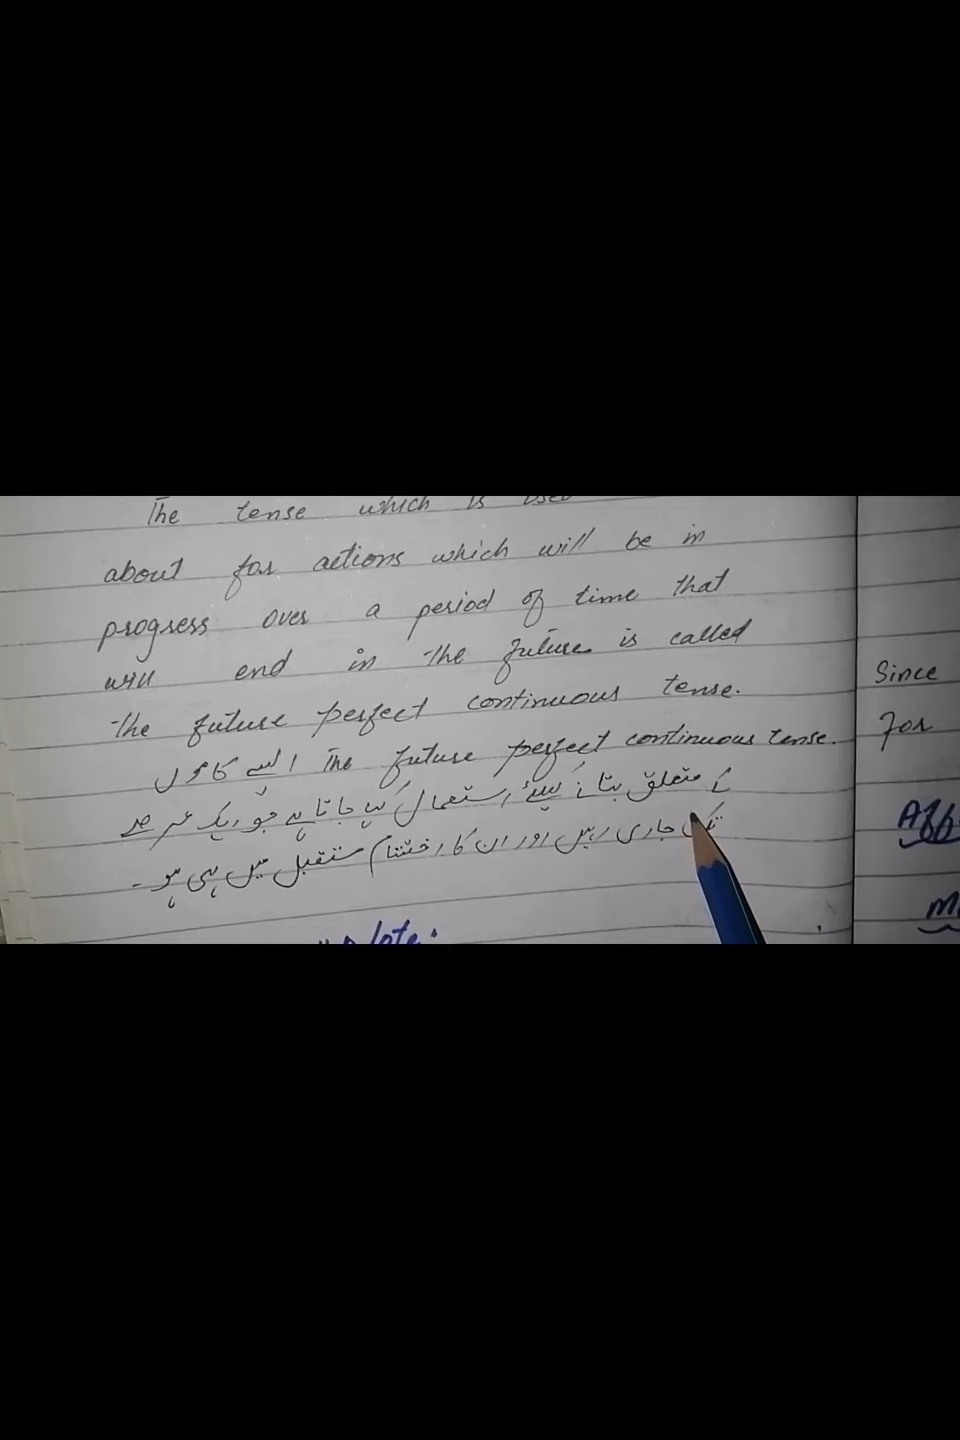 The tense which is used
about for actions which will be in
progress over a period of time that
will end in the future is called
the future perfect continuous tense.
The future perfect continuous tense. ایسے کاموں
کے متعلق بتانے کیلئے استعمال کیا جاتا ہے جو ایک عرصے
تک جاری رہیں اور ان کا اختتام مستقبل میں ہی ہو۔
Note.
Since
for